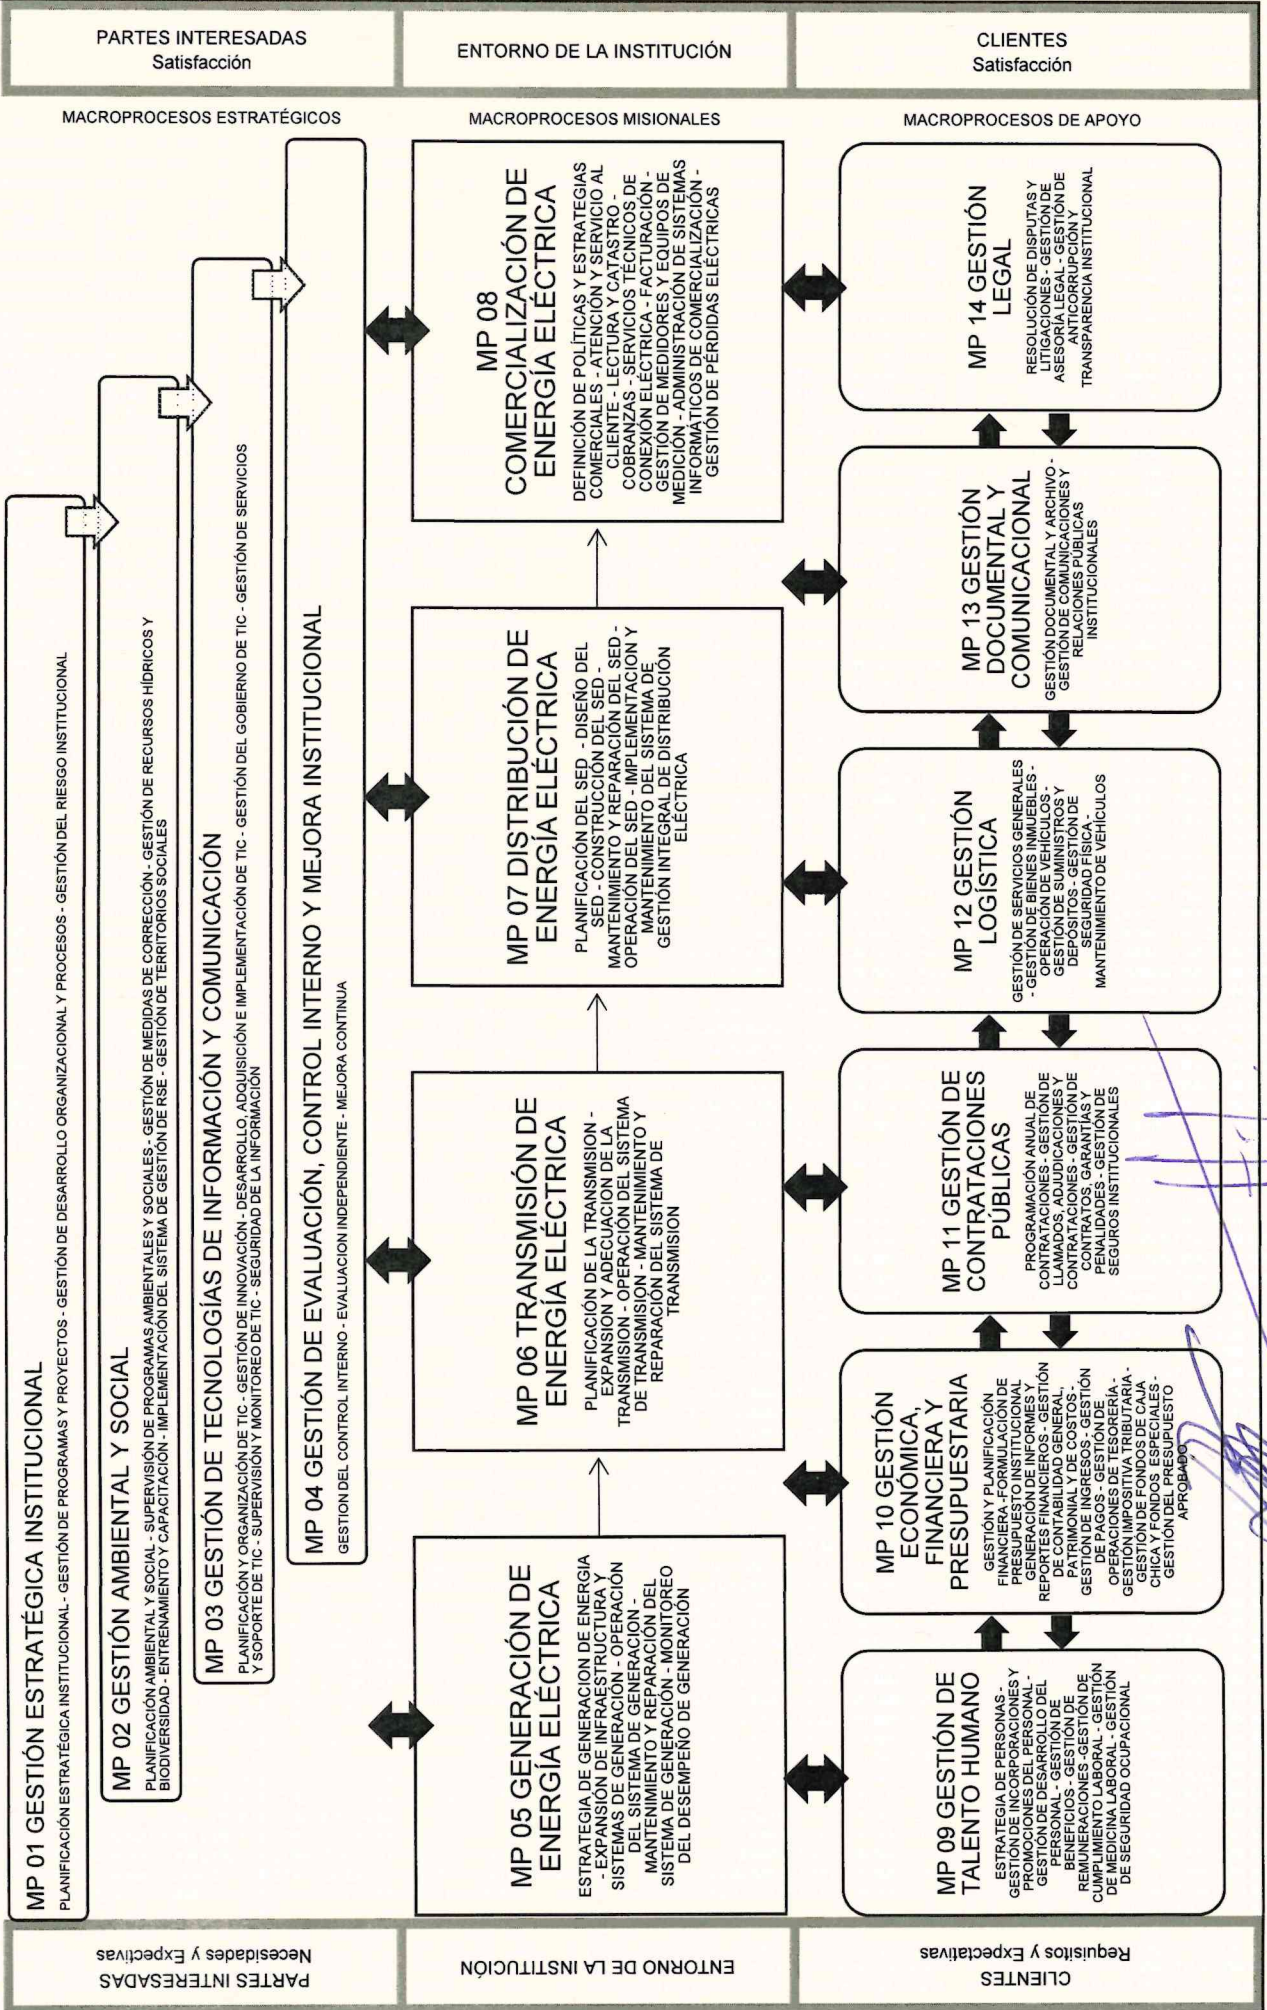 PARTES INTERESADAS
Satisfacción
ENTORNO DE LA INSTITUCIÓN
CLIENTES
Satisfacción
MACROPROCESOS ESTRATÉGICOS
MACROPROCESOS MISIONALES
MACROPROCESOS DE APOYO
MP 01 GESTIÓN ESTRATÉGICA INSTITUCIONAL
PLANIFICACIÓN ESTRATÉGICA INSTITUCIONAL - GESTIÓN DE PROGRAMAS Y PROYECTOS - GESTIÓN DE DESARROLLO ORGANIZACIONAL Y PROCESOS - GESTIÓN DEL RIESGO INSTITUCIONAL
MP 02 GESTIÓN AMBIENTAL Y SOCIAL
PLANIFICACIÓN AMBIENTAL Y SOCIAL - SUPERVISIÓN DE PROGRAMAS AMBIENTALES Y SOCIALES - GESTIÓN DE MEDIDAS DE CORRECCIÓN - GESTIÓN DE RECURSOS HÍDRICOS Y
BIODIVERSIDAD - ENTRENAMIENTO Y CAPACITACIÓN - IMPLEMENTACIÓN DEL SISTEMA DE GESTIÓN DE RSE - GESTIÓN DE TERRITORIOS SOCIALES
MP 03 GESTIÓN DE TECNOLOGÍAS DE INFORMACIÓN Y COMUNICACIÓN
PLANIFICACIÓN Y ORGANIZACIÓN DE TIC - GESTIÓN DE INNOVACIÓN - DESARROLLO, ADQUISICIÓN E IMPLEMENTACIÓN DE TIC - GESTIÓN DEL GOBIERNO DE TIC - GESTIÓN DE SERVICIOS
Y SOPORTE DE TIC - SUPERVISIÓN Y MONITOREO DE TIC - SEGURIDAD DE LA INFORMACIÓN
MP 04 GESTIÓN DE EVALUACIÓN, CONTROL INTERNO Y MEJORA INSTITUCIONAL
GESTION DEL CONTROL INTERNO - EVALUACION INDEPENDIENTE - MEJORA CONTINUA
MP 05 GENERACIÓN DE
ENERGÍA ELÉCTRICA
ESTRATEGIA DE GENERACION DE ENERGIA
- EXPANSIÓN DE INFRAESTRUCTURA Y
SISTEMAS DE GENERACIÓN - OPERACIÓN
DEL SISTEMA DE GENERACION -
MANTENIMIENTO Y REPARACIÓN DEL
SISTEMA DE GENERACIÓN - MONITOREO
DEL DESEMPEÑO DE GENERACIÓN
MP 06 TRANSMISIÓN DE
ENERGÍA ELÉCTRICA
PLANIFICACIÓN DE LA TRANSMISION -
EXPANSION Y ADECUACION DE LA
TRANSMISION - OPERACIÓN DEL SISTEMA
DE TRANSMISION - MANTENIMIENTO Y
REPARACIÓN DEL SISTEMA DE
TRANSMISION
MP 07 DISTRIBUCIÓN DE
ENERGÍA ELÉCTRICA
PLANIFICACIÓN DEL SED - DISEÑO DEL
SED - CONSTRUCCIÓN DEL SED -
MANTENIMIENTO Y REPARACIÓN DEL SED -
OPERACIÓN DEL SED - IMPLEMENTACION Y
MANTENIMIENTO DEL SISTEMA DE
GESTIÓN INTEGRAL DE DISTRIBUCIÓN
ELÉCTRICA
MP 08
COMERCIALIZACIÓN DE
ENERGÍA ELÉCTRICA
DEFINICIÓN DE POLÍTICAS Y ESTRATEGIAS
COMERCIALES - ATENCIÓN Y SERVICIO AL
CLIENTE - LECTURA Y CATASTRO -
COBRANZAS - SERVICIOS TÉCNICOS DE
CONEXIÓN ELÉCTRICA - FACTURACIÓN -
GESTIÓN DE MEDIDORES Y EQUIPOS DE
MEDICIÓN - ADMINISTRACIÓN DE SISTEMAS
INFORMÁTICOS DE COMERCIALIZACIÓN -
GESTIÓN DE PÉRDIDAS ELÉCTRICAS
MP 09 GESTIÓN DE
TALENTO HUMANO
ESTRATEGIA DE PERSONAS -
GESTIÓN DE INCORPORACIONES Y
PROMOCIONES DEL PERSONAL -
GESTIÓN DE DESARROLLO DEL
PERSONAL - GESTIÓN DE
BENEFICIOS - GESTIÓN DE
REMUNERACIONES - GESTIÓN DE
CUMPLIMIENTO LABORAL - GESTIÓN
DE MEDICINA LABORAL - GESTIÓN
DE SEGURIDAD OCUPACIONAL
MP 10 GESTIÓN
ECONÓMICA,
FINANCIERA Y
PRESUPUESTARIA
GESTIÓN Y PLANIFICACIÓN
FINANCIERA - FORMULACIÓN DE
PRESUPUESTO INSTITUCIONAL
GENERACIÓN DE INFORMES Y
REPORTES FINANCIEROS - GESTIÓN
DE CONTABILIDAD GENERAL,
PATRIMONIAL Y DE COSTOS -
GESTIÓN DE INGRESOS - GESTIÓN
DE PAGOS - GESTIÓN DE
OPERACIONES DE TESORERÍA -
GESTIÓN IMPOSITIVA TRIBUTARIA -
GESTIÓN DE FONDOS DE CAJA
CHICA Y FONDOS ESPECIALES -
GESTIÓN DEL PRESUPUESTO
APROBADO
MP 11 GESTIÓN DE
CONTRATACIONES
PÚBLICAS
PROGRAMACIÓN ANUAL DE
CONTRATACIONES - GESTIÓN DE
LLAMADOS, ADJUDICACIONES Y
CONTRATACIONES - GESTIÓN DE
CONTRATOS, GARANTÍAS Y
PENALIDADES - GESTIÓN DE
SEGUROS INSTITUCIONALES
MP 12 GESTIÓN
LOGÍSTICA
GESTIÓN DE SERVICIOS GENERALES
- GESTIÓN DE BIENES INMUEBLES -
OPERACIÓN DE VEHÍCULOS -
GESTIÓN DE SUMINISTROS Y
DEPÓSITOS - GESTIÓN DE
SEGURIDAD FÍSICA -
MANTENIMIENTO DE VEHÍCULOS
MP 13 GESTIÓN
DOCUMENTAL Y
COMUNICACIONAL
GESTIÓN DOCUMENTAL Y ARCHIVO -
GESTIÓN DE COMUNICACIONES Y
RELACIONES PÚBLICAS
INSTITUCIONALES
MP 14 GESTIÓN
LEGAL
RESOLUCIÓN DE DISPUTAS Y
LITIGACIONES - GESTIÓN DE
ASESORÍA LEGAL - GESTIÓN DE
ANTICORRUPCIÓN Y
TRANSPARENCIA INSTITUCIONAL
PARTES INTERESADAS
Necesidades y Expectivas
ENTORNO DE LA INSTITUCIÓN
CLIENTES
Requisitos y Expectativas